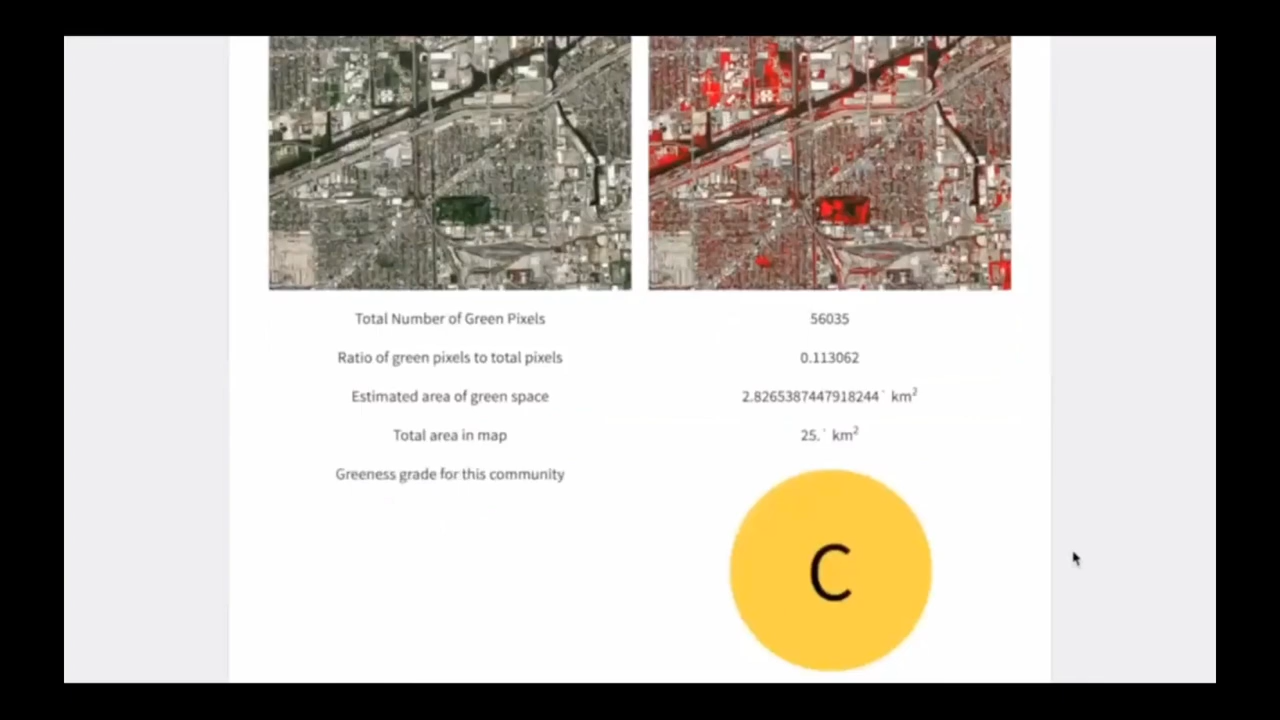 Total Number of Green Pixels 56035
Ratio of green pixels to total pixels 0.113062
Estimated area of green space 2.8265387447918244` km²
Total area in map 25.` km²
Greeness grade for this community
C